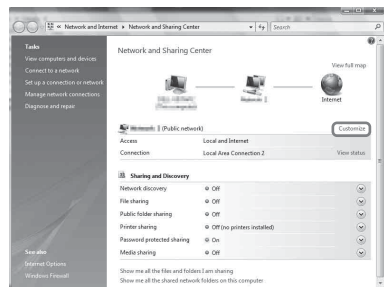 « Network and Internet ▸ Network and Sharing Center
Search
Tasks
View computers and devices
Connect to a network
Set up a connection or network
Manage network connections
Diagnose and repair
See also
Internet Options
Windows Firewall
Network and Sharing Center
View full map
Internet
(Public network)
Customize
Access Local and Internet
Connection Local Area Connection 2 View status
Sharing and Discovery
Network discovery Off
File sharing Off
Public folder sharing Off
Printer sharing Off (no printers installed)
Password protected sharing On
Media sharing Off
Show me all the files and folders I am sharing
Show me all the shared network folders on this computer